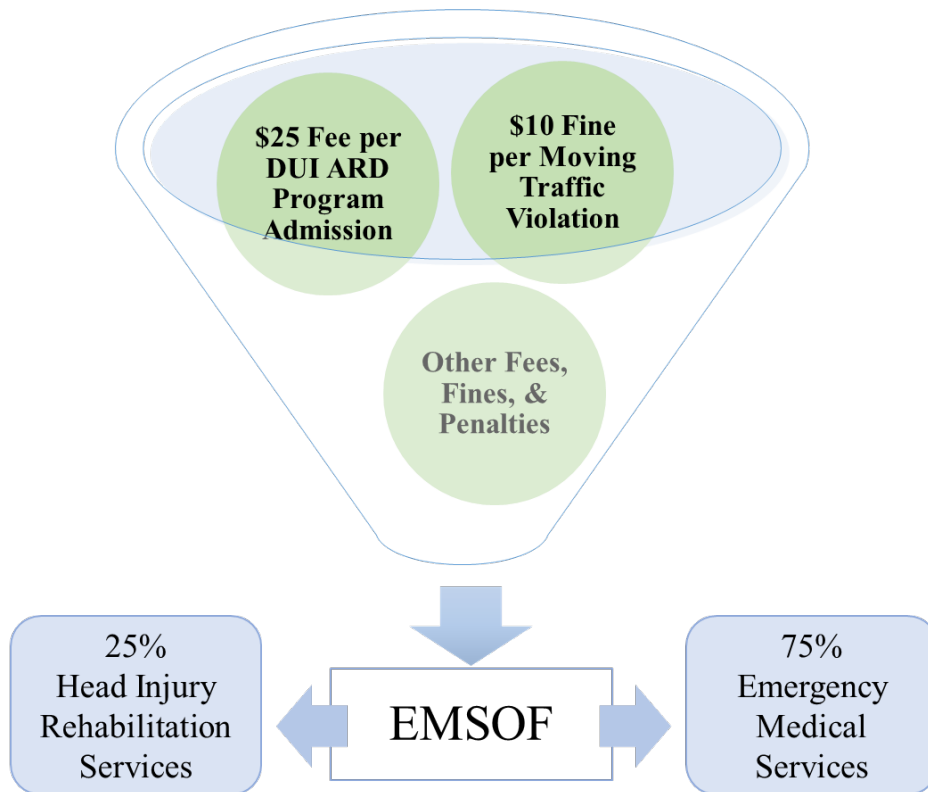 $25 Fee per
DUI ARD
Program
Admission
$10 Fine
per Moving
Traffic
Violation
Other Fees,
Fines, &
Penalties
25%
Head Injury
Rehabilitation
Services
EMSOF
75%
Emergency
Medical
Services